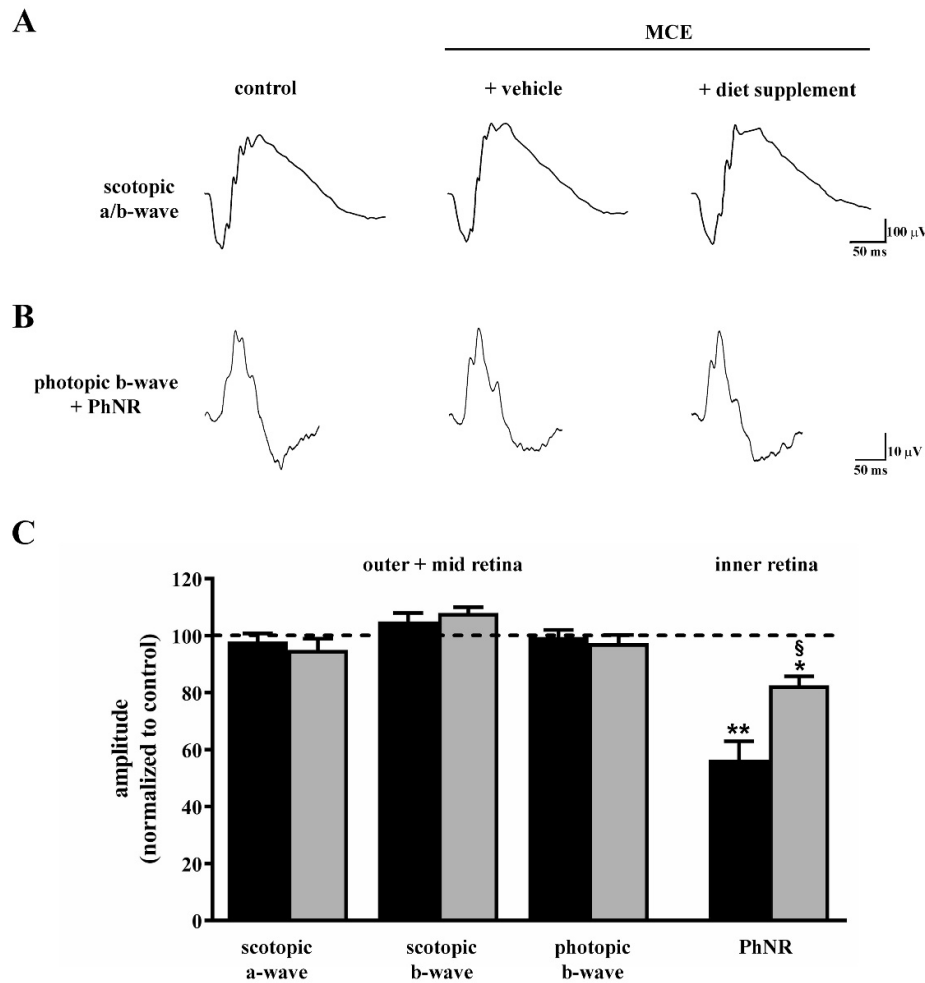 A
MCE
control
+ vehicle
+ diet supplement
scotopic
a/b-wave
100 μV
50 ms
B
photopic b-wave
+ PhNR
10 μV
50 ms
C
outer + mid retina
inner retina
amplitude
(normalized to control)
120
100
80
60
40
20
0
**
§
*
scotopic
a-wave
scotopic
b-wave
photopic
b-wave
PhNR